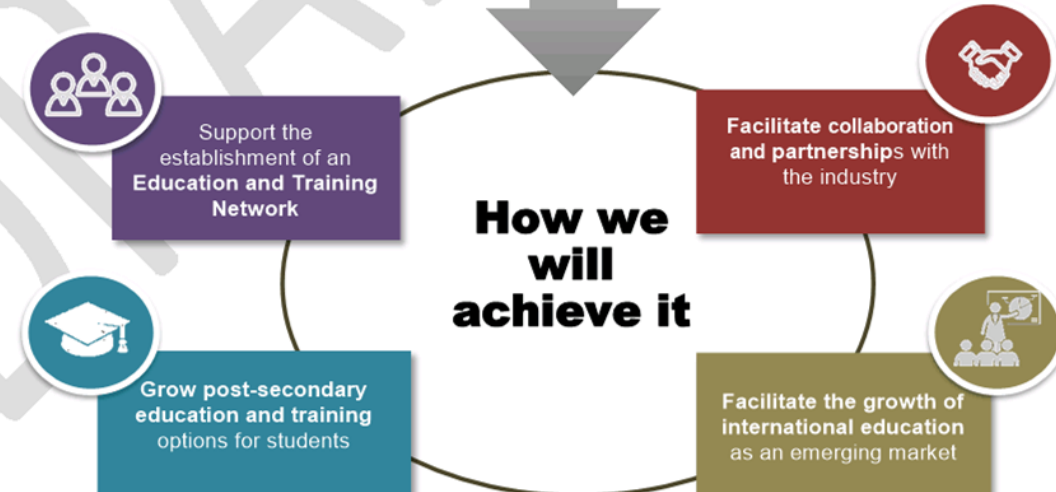 Support the
establishment of an
Education and Training
Network
Facilitate collaboration
and partnerships with
the industry
How we
will
achieve it
Grow post-secondary
education and training
options for students
Facilitate the growth of
international education
as an emerging market